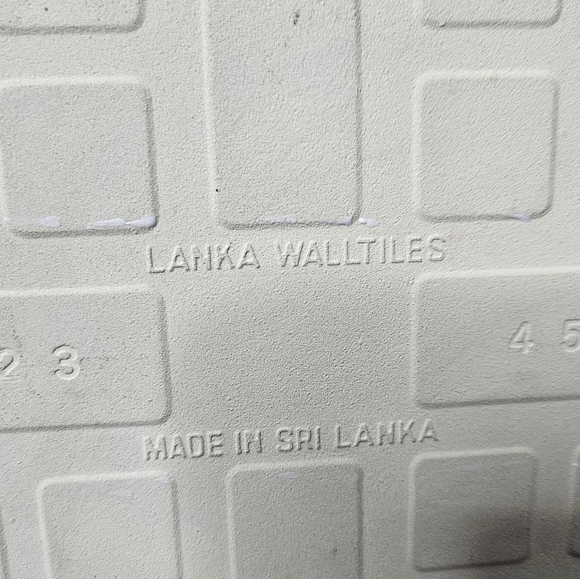 LANKA WALLTILES
2 3
4 5
MADE IN SRI LANKA